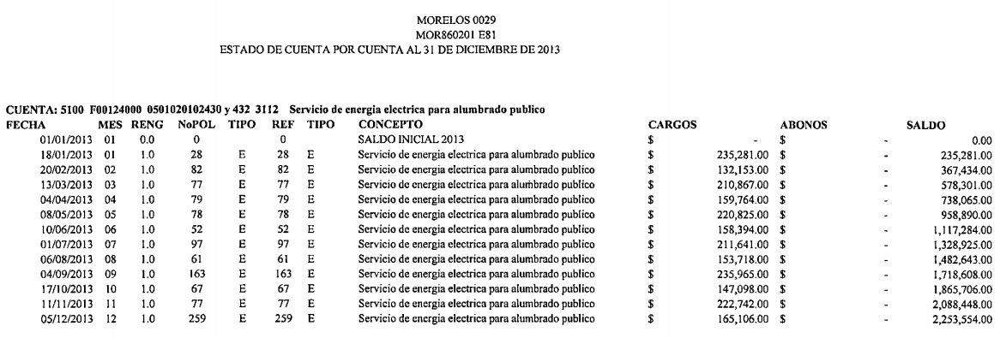 MORELOS 0029
MOR860201 E81
ESTADO DE CUENTA POR CUENTA AL 31 DE DICIEMBRE DE 2013
CUENTA: 5100 F00124000 0501020102430 y 432 3112 Servicio de energia electrica para alumbrado publico
FECHA MES RENG NoPOL TIPO REF TIPO CONCEPTO CARGOS ABONOS SALDO
01/01/2013 01 0.0 0 0 SALDO INICIAL 2013 $ - $ - 0.00
18/01/2013 01 1.0 28 E 28 E Servicio de energia electrica para alumbrado publico $ 235,281.00 $ - 235,281.00
20/02/2013 02 1.0 82 E 82 E Servicio de energia electrica para alumbrado publico $ 132,153.00 $ - 367,434.00
13/03/2013 03 1.0 77 E 77 E Servicio de energia electrica para alumbrado publico $ 210,867.00 $ - 578,301.00
04/04/2013 04 1.0 79 E 79 E Servicio de energia electrica para alumbrado publico $ 159,764.00 $ - 738,065.00
08/05/2013 05 1.0 78 E 78 E Servicio de energia electrica para alumbrado publico $ 220,825.00 $ - 958,890.00
10/06/2013 06 1.0 52 E 52 E Servicio de energia electrica para alumbrado publico $ 158,394.00 $ - 1,117,284.00
01/07/2013 07 1.0 97 E 97 E Servicio de energia electrica para alumbrado publico $ 211,641.00 $ - 1,328,925.00
06/08/2013 08 1.0 61 E 61 E Servicio de energia electrica para alumbrado publico $ 153,718.00 $ - 1,482,643.00
04/09/2013 09 1.0 163 E 163 E Servicio de energia electrica para alumbrado publico $ 235,965.00 $ - 1,718,608.00
17/10/2013 10 1.0 67 E 67 E Servicio de energia electrica para alumbrado publico $ 147,098.00 $ - 1,865,706.00
11/11/2013 11 1.0 77 E 77 E Servicio de energia electrica para alumbrado publico $ 222,742.00 $ - 2,088,448.00
05/12/2013 12 1.0 259 E 259 E Servicio de energia electrica para alumbrado publico $ 165,106.00 $ - 2,253,554.00